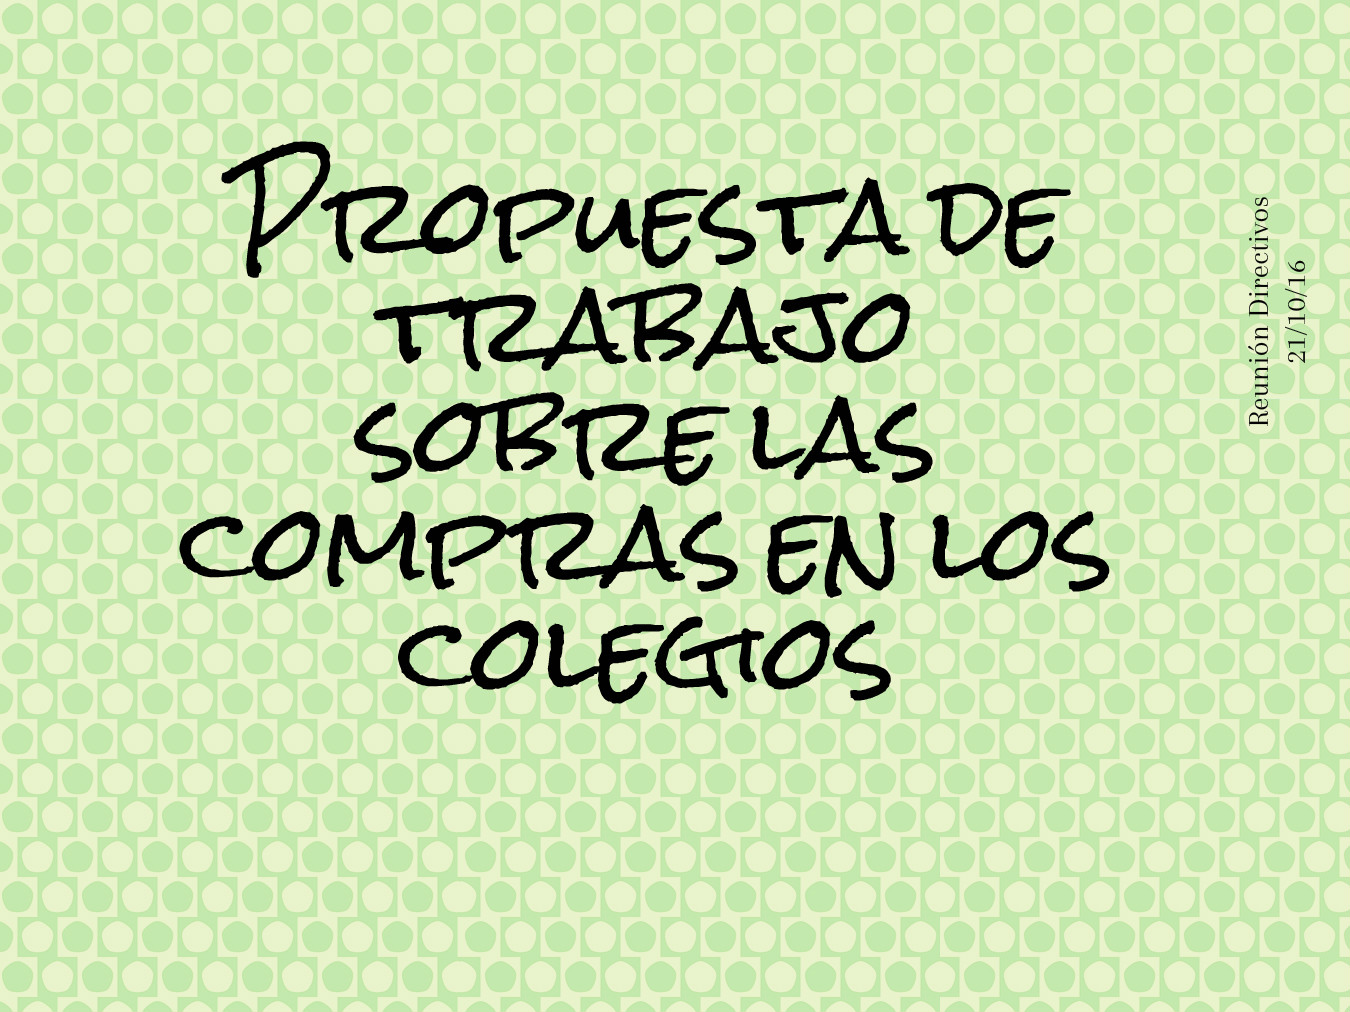 Propuesta de
trabajo
sobre las
compras en los
colegios
Reunión Directivos
21/10/16